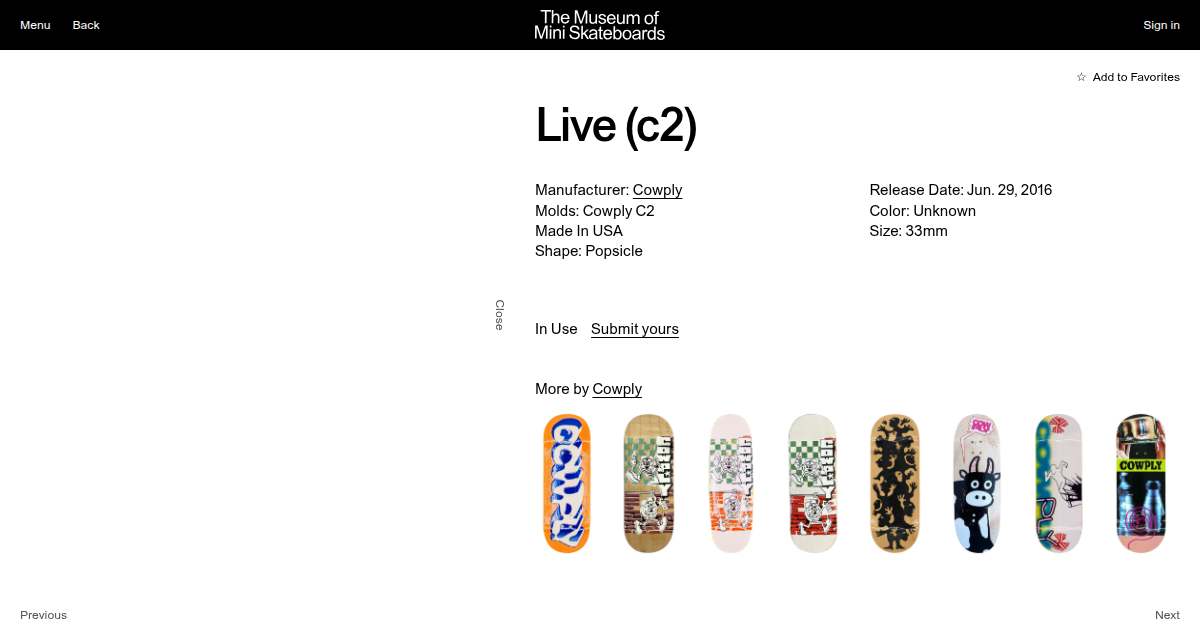 Menu
Back
The Museum of
Mini Skateboards
Sign in
☆ Add to Favorites
Live (c2)
Manufacturer: Cowply
Molds: Cowply C2
Made In USA
Shape: Popsicle
Release Date: Jun. 29, 2016
Color: Unknown
Size: 33mm
Close
In Use
Submit yours
More by Cowply
COWPLY
COWPLY
Previous
Next